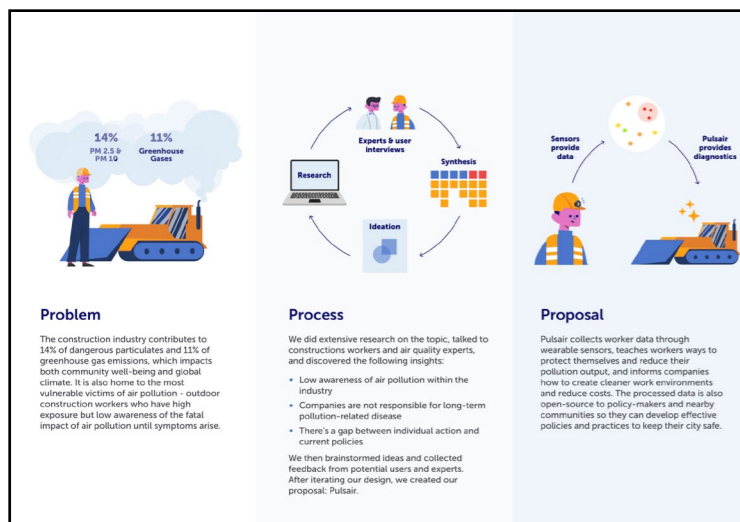 14%
PM 2.5 &
PM 10
11%
Greenhouse
Gases
Problem
The construction industry contributes to
14% of dangerous particulates and 11% of
greenhouse gas emissions, which impacts
both community well-being and global
climate. It is also home to the most
vulnerable victims of air pollution - outdoor
construction workers who have high
exposure but low awareness of the fatal
impact of air pollution until symptoms arise.
Experts & user
interviews
Research
Synthesis
Ideation
Process
We did extensive research on the topic, talked to
constructions workers and air quality experts,
and discovered the following insights:
• Low awareness of air pollution within the
industry
• Companies are not responsible for long-term
pollution-related disease
• There's a gap between individual action and
current policies
We then brainstormed ideas and collected
feedback from potential users and experts.
After iterating our design, we created our
proposal: Pulsair.
Sensors
provide
data
Pulsair
provides
diagnostics
Proposal
Pulsair collects worker data through
wearable sensors, teaches workers ways to
protect themselves and reduce their
pollution output, and informs companies
how to create cleaner work environments
and reduce costs. The processed data is also
open-source to policy-makers and nearby
communities so they can develop effective
policies and practices to keep their city safe.